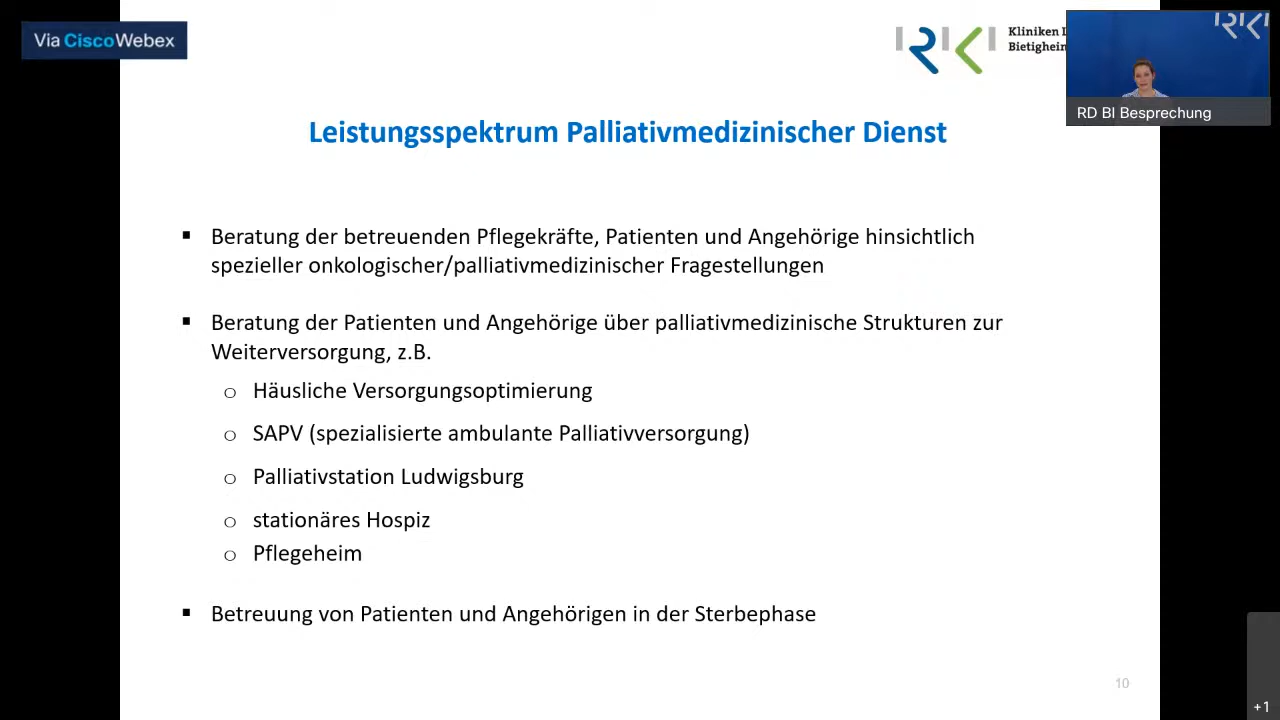 Via Cisco Webex
Kliniken
Bietigheim
RD BI Besprechung
Leistungsspektrum Palliativmedizinischer Dienst
▪ Beratung der betreuenden Pflegekräfte, Patienten und Angehörige hinsichtlich
spezieller onkologischer/palliativmedizinischer Fragestellungen
▪ Beratung der Patienten und Angehörige über palliativmedizinische Strukturen zur
Weiterversorgung, z.B.
o Häusliche Versorgungsoptimierung
o SAPV (spezialisierte ambulante Palliativversorgung)
o Palliativstation Ludwigsburg
o stationäres Hospiz
o Pflegeheim
▪ Betreuung von Patienten und Angehörigen in der Sterbephase
10
+1